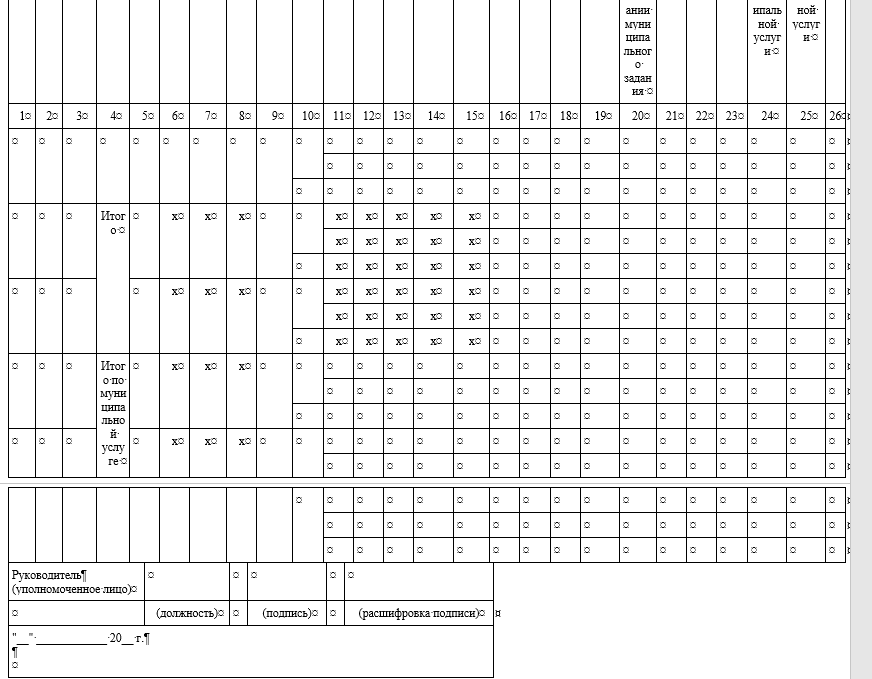 ании
муни
ципа
льног
о
задан
ия
ипаль
ной
услуг
и
ной
услуг
и
1 2 3 4 5 6 7 8 9 10 11 12 13 14 15 16 17 18 19 20 21 22 23 24 25 26
Итог
о
x x x x x x x x
x x x x x
x x x x x
x x x x x x x x
x x x x x
x x x x x
Итог
о по
муни
ципа
льно
й
услу
ге
x x x
x x x
Руководитель
(уполномоченное лицо)
(должность) (подпись) (расшифровка подписи)
"__" ____________ 20__ г.